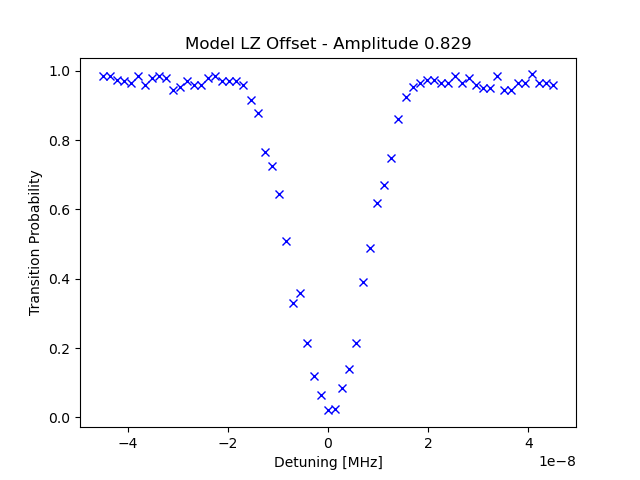 Model LZ Offset - Amplitude 0.829
1.0
0.8
0.6
0.4
0.2
0.0
Transition Probability
−4
−2
0
2
4
1e−8
Detuning [MHz]